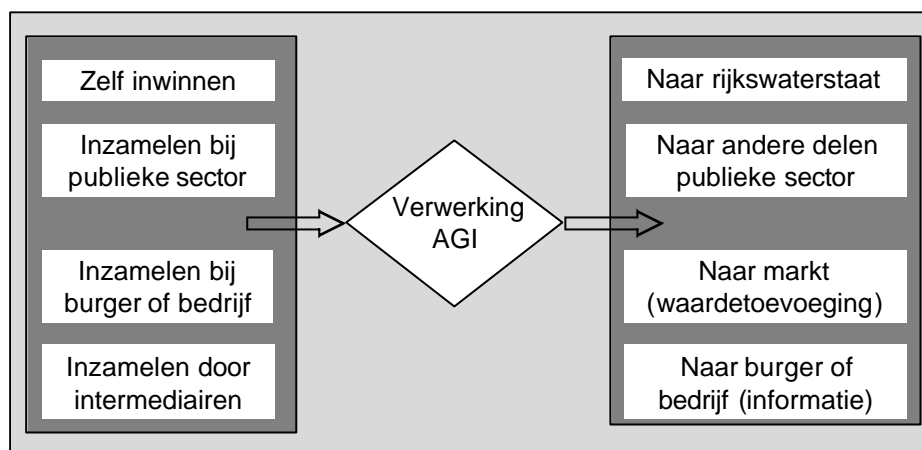 Zelf inwinnen
Inzamelen bij
publieke sector
Inzamelen bij
burger of bedrijf
Inzamelen door
intermediairen
Verwerking
AGI
Naar rijkswaterstaat
Naar andere delen
publieke sector
Naar markt
(waardetoevoeging)
Naar burger of
bedrijf (informatie)